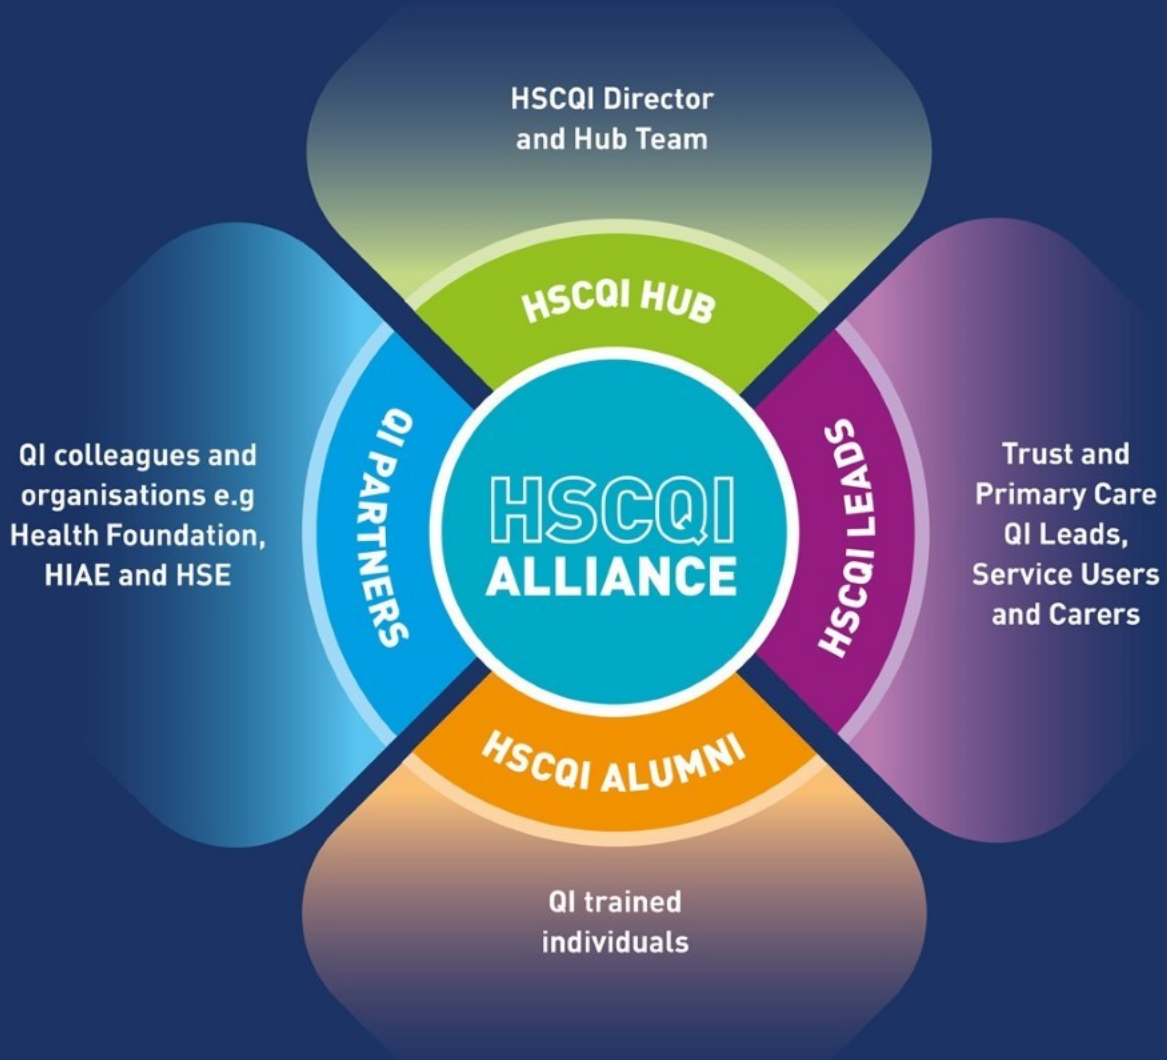 HSCQI Director
and Hub Team
HSCQI HUB
QI colleagues and
organisations e.g
Health Foundation,
HIAE and HSE
QI PARTNERS
HSCQI
ALLIANCE
HSCQI LEADS
Trust and
Primary Care
QI Leads,
Service Users
and Carers
HSCQI ALUMNI
QI trained
individuals